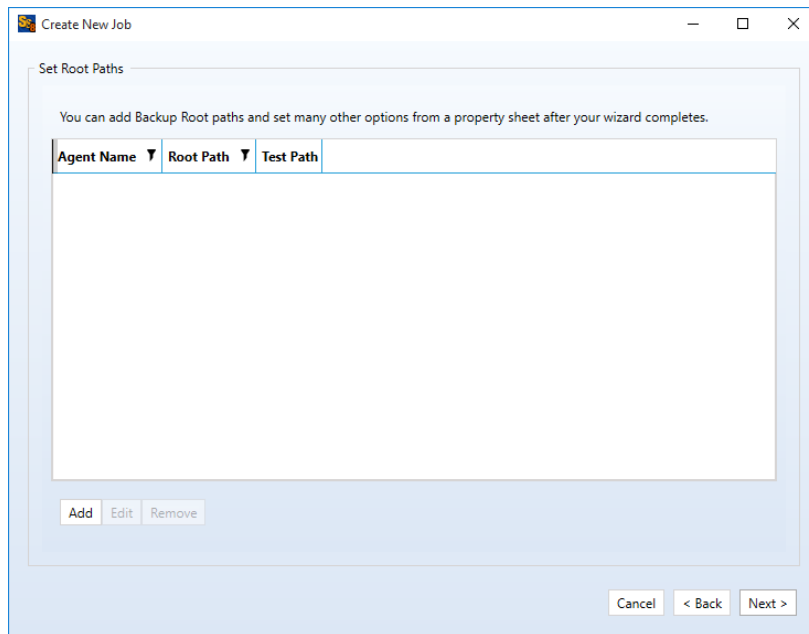 Create New Job
Set Root Paths
You can add Backup Root paths and set many other options from a property sheet after your wizard completes.
Agent Name Root Path Test Path
Add Edit Remove
Cancel < Back Next >